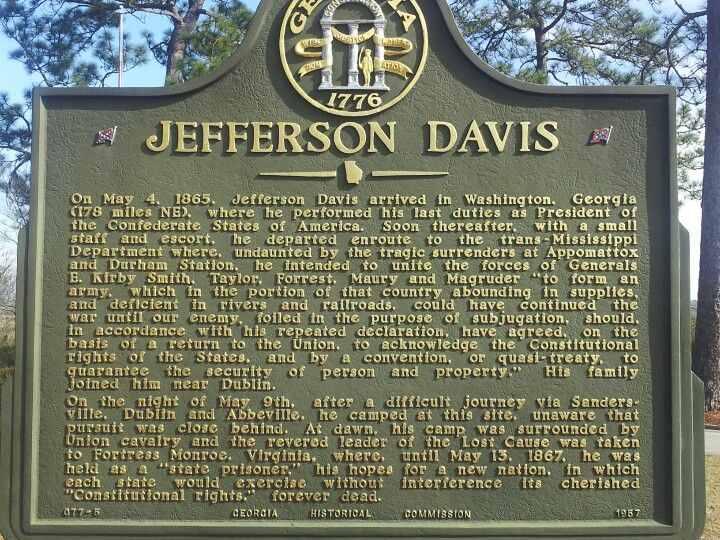 GEORGIA
CONSTITUTION
WISDOM JUSTICE MODERATION
1776
JEFFERSON DAVIS
On May 4, 1865, Jefferson Davis arrived in Washington, Georgia
(178 miles NE), where he performed his last duties as President of
the Confederate States of America. Soon thereafter, with a small
staff and escort, he departed enroute to the trans-Mississippi
Department where, undaunted by the tragic surrenders at Appomattox
and Durham Station, he intended to unite the forces of Generals
E. Kirby Smith, Taylor, Forrest, Maury and Magruder "to form an
army, which in the portion of that country abounding in supplies,
and deficient in rivers and railroads, could have continued the
war until our enemy, foiled in the purpose of subjugation, should,
in accordance with his repeated declaration, have agreed, on the
basis of a return to the Union, to acknowledge the Constitutional
rights of the States, and by a convention, or quasi-treaty, to
guarantee the security of person and property." His family
joined him near Dublin.
On the night of May 9th, after a difficult journey via Sanders-
ville, Dublin and Abbeville, he camped at this site, unaware that
pursuit was close behind. At dawn, his camp was surrounded by
Union cavalry and the revered leader of the Lost Cause was taken
to Fortress Monroe, Virginia, where, until May 13, 1867, he was
held as a "state prisoner," his hopes for a new nation, in which
each state would exercise without interference its cherished
"Constitutional rights," forever dead.
077-5 GEORGIA HISTORICAL COMMISSION 1957